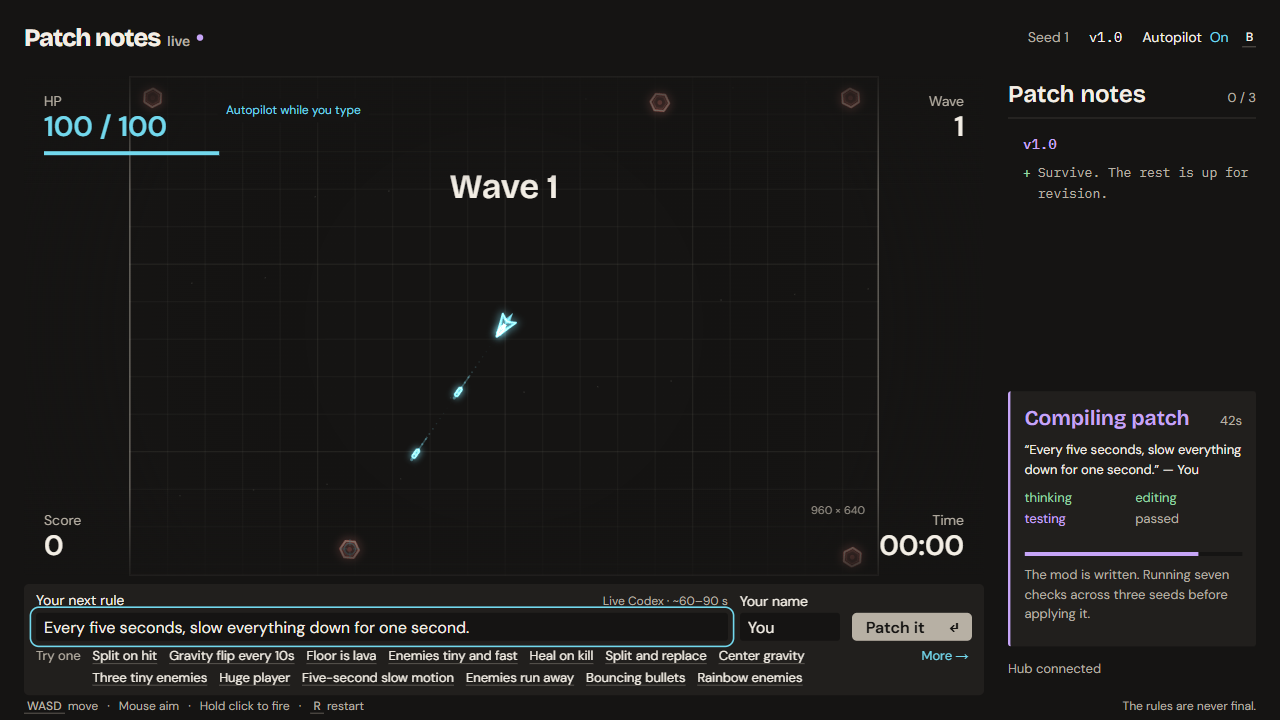 Patch notes live
Seed 1 v1.0 Autopilot On B
HP
100 / 100
Autopilot while you type
Wave
1
Wave 1
960 × 640
Score
0
Time
00:00
Patch notes 0 / 3
v1.0
+ Survive. The rest is up for
revision.
Compiling patch 42s
“Every five seconds, slow everything
down for one second.” — You
thinking editing
testing passed
The mod is written. Running seven
checks across three seeds before
applying it.
Hub connected
Your next rule Live Codex · ~60–90 s Your name
Every five seconds, slow everything down for one second. You Patch it ↵
Try one Split on hit Gravity flip every 10s Floor is lava Enemies tiny and fast Heal on kill Split and replace Center gravity More →
Three tiny enemies Huge player Five-second slow motion Enemies run away Bouncing bullets Rainbow enemies
WASD move · Mouse aim · Hold click to fire · R restart
The rules are never final.